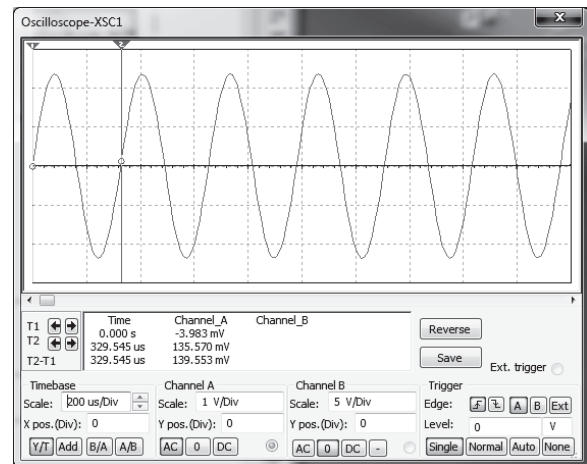 Oscilloscope-XSC1
x
1 2
T1
T2
T2-T1
Time Channel_A Channel_B
0.000 s -3.983 mV
329.545 us 135.570 mV
329.545 us 139.553 mV
Reverse
Save
Ext. trigger
Timebase
Scale: 200 us/Div
X pos.(Div): 0
Y/T Add B/A A/B
Channel A
Scale: 1 V/Div
Y pos.(Div): 0
AC 0 DC
Channel B
Scale: 5 V/Div
Y pos.(Div): 0
AC 0 DC -
Trigger
Edge: A B Ext
Level: 0 V
Single Normal Auto None